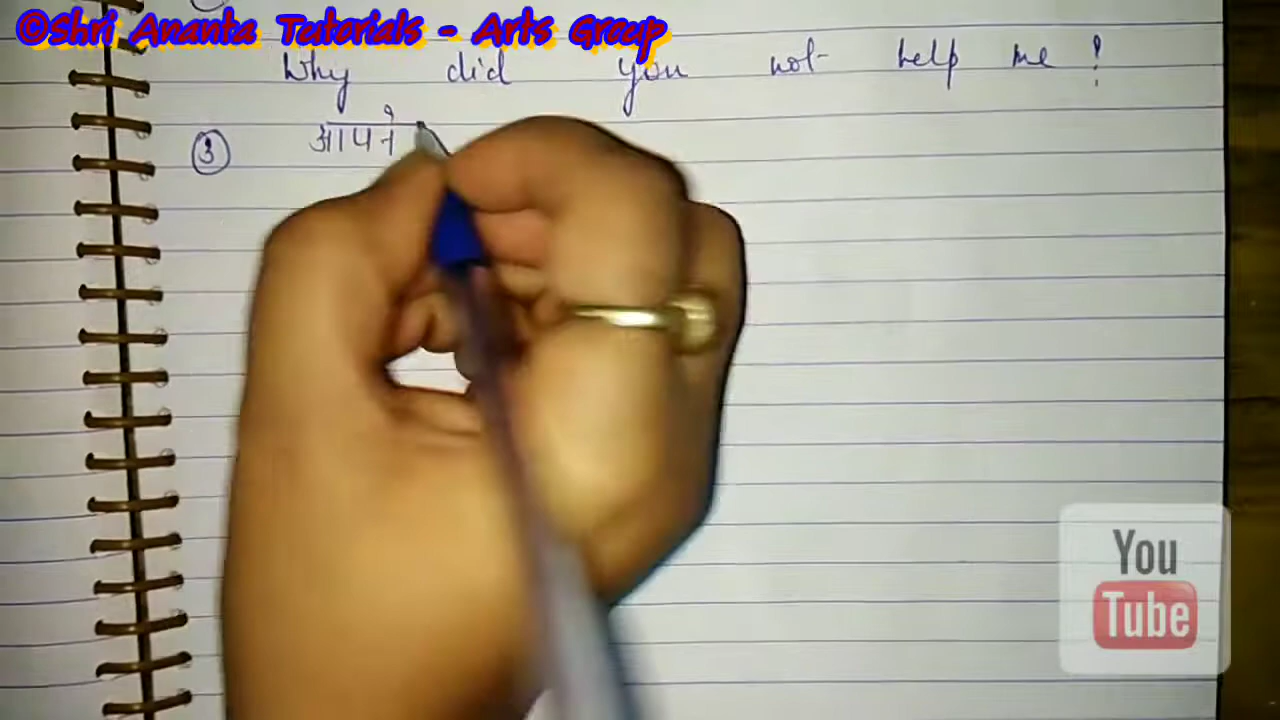 ©Shri Ananta Tutorials - Arts Group
Why did you not help me !
3 आपने
You
Tube